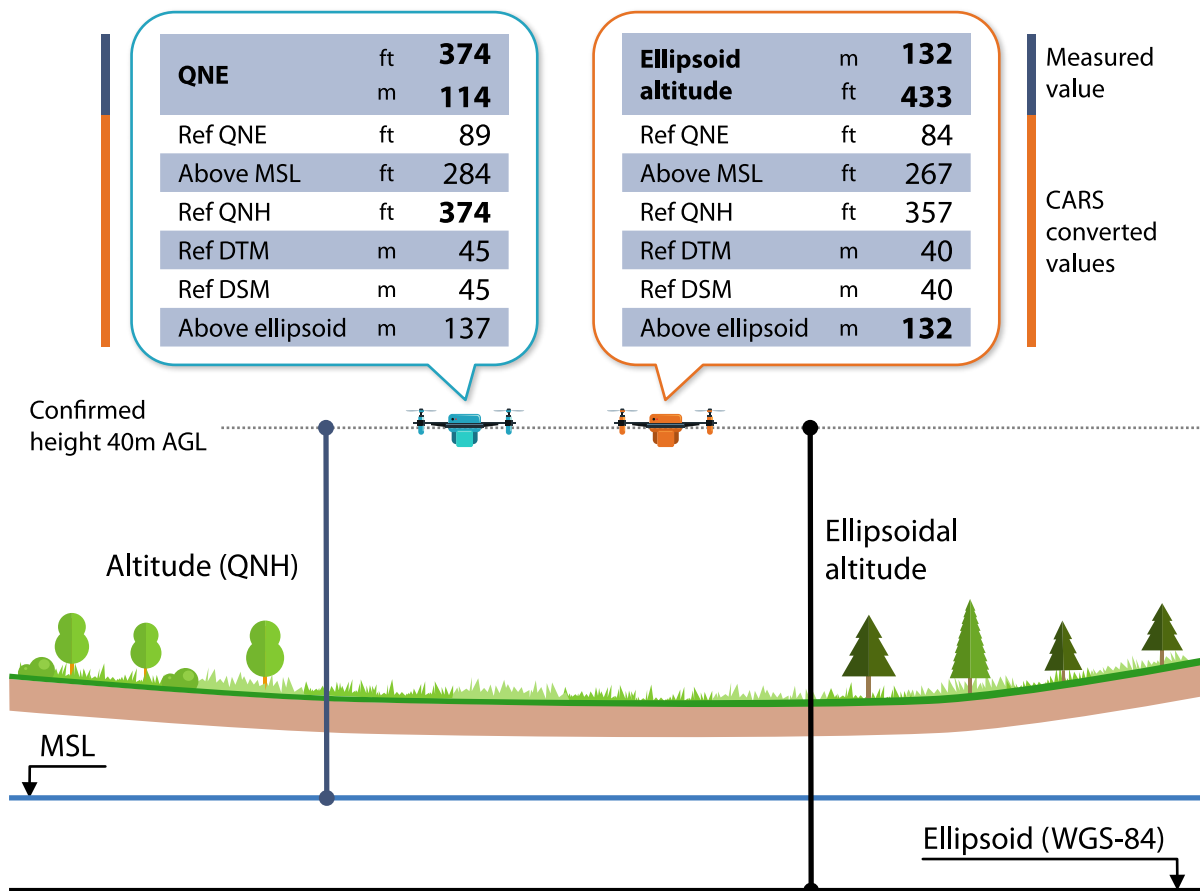 QNE ft 374
m 114
Ref QNE ft 89
Above MSL ft 284
Ref QNH ft 374
Ref DTM m 45
Ref DSM m 45
Above ellipsoid m 137
Ellipsoid m 132
altitude ft 433
Ref QNE ft 84
Above MSL ft 267
Ref QNH ft 357
Ref DTM m 40
Ref DSM m 40
Above ellipsoid m 132
Measured
value
CARS
converted
values
Confirmed
height 40m AGL
Altitude (QNH)
Ellipsoidal
altitude
MSL
Ellipsoid (WGS-84)